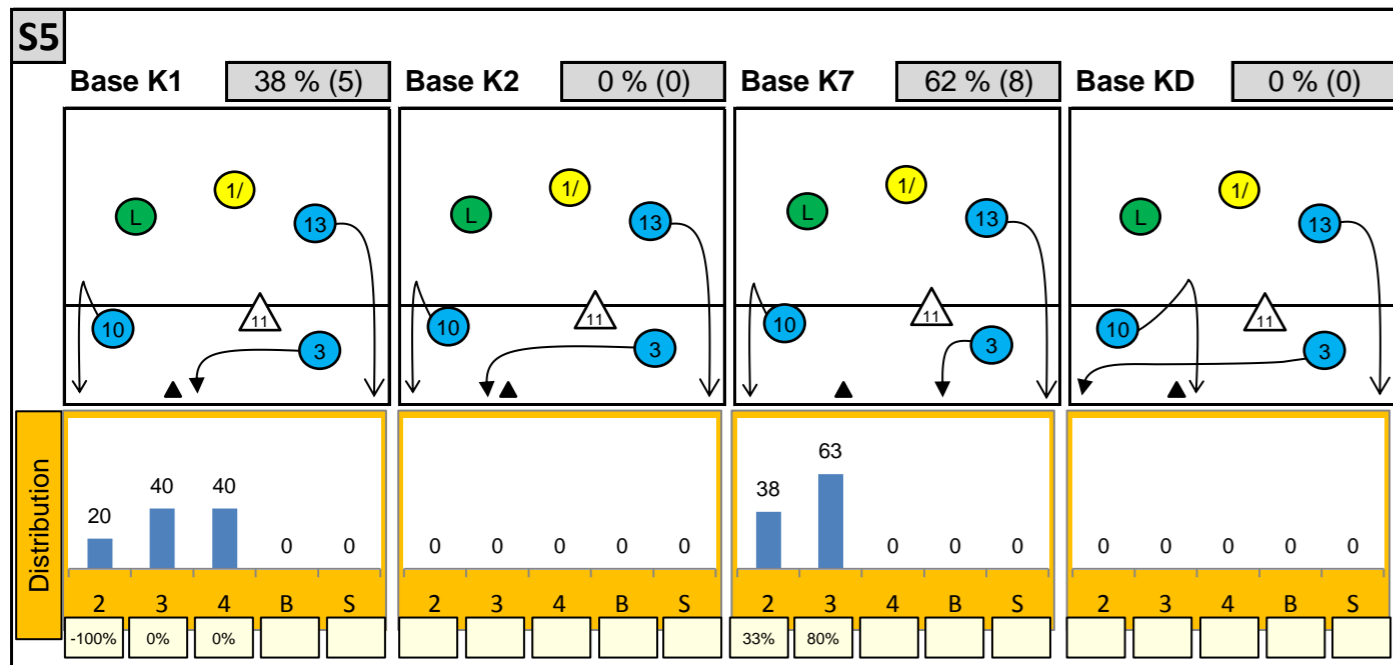 S5
Base K1 38 % (5) Base K2 0 % (0) Base K7 62 % (8) Base KD 0 % (0)
L 1/ 13 10 11 3
L 1/ 13 10 11 3
L 1/ 13 10 11 3
L 1/ 13 10 11 3
Distribution
20 40 40 0 0
0 0 0 0 0
38 63 0 0 0
0 0 0 0 0
2 3 4 B S 2 3 4 B S 2 3 4 B S 2 3 4 B S
-100% 0% 0% 33% 80%